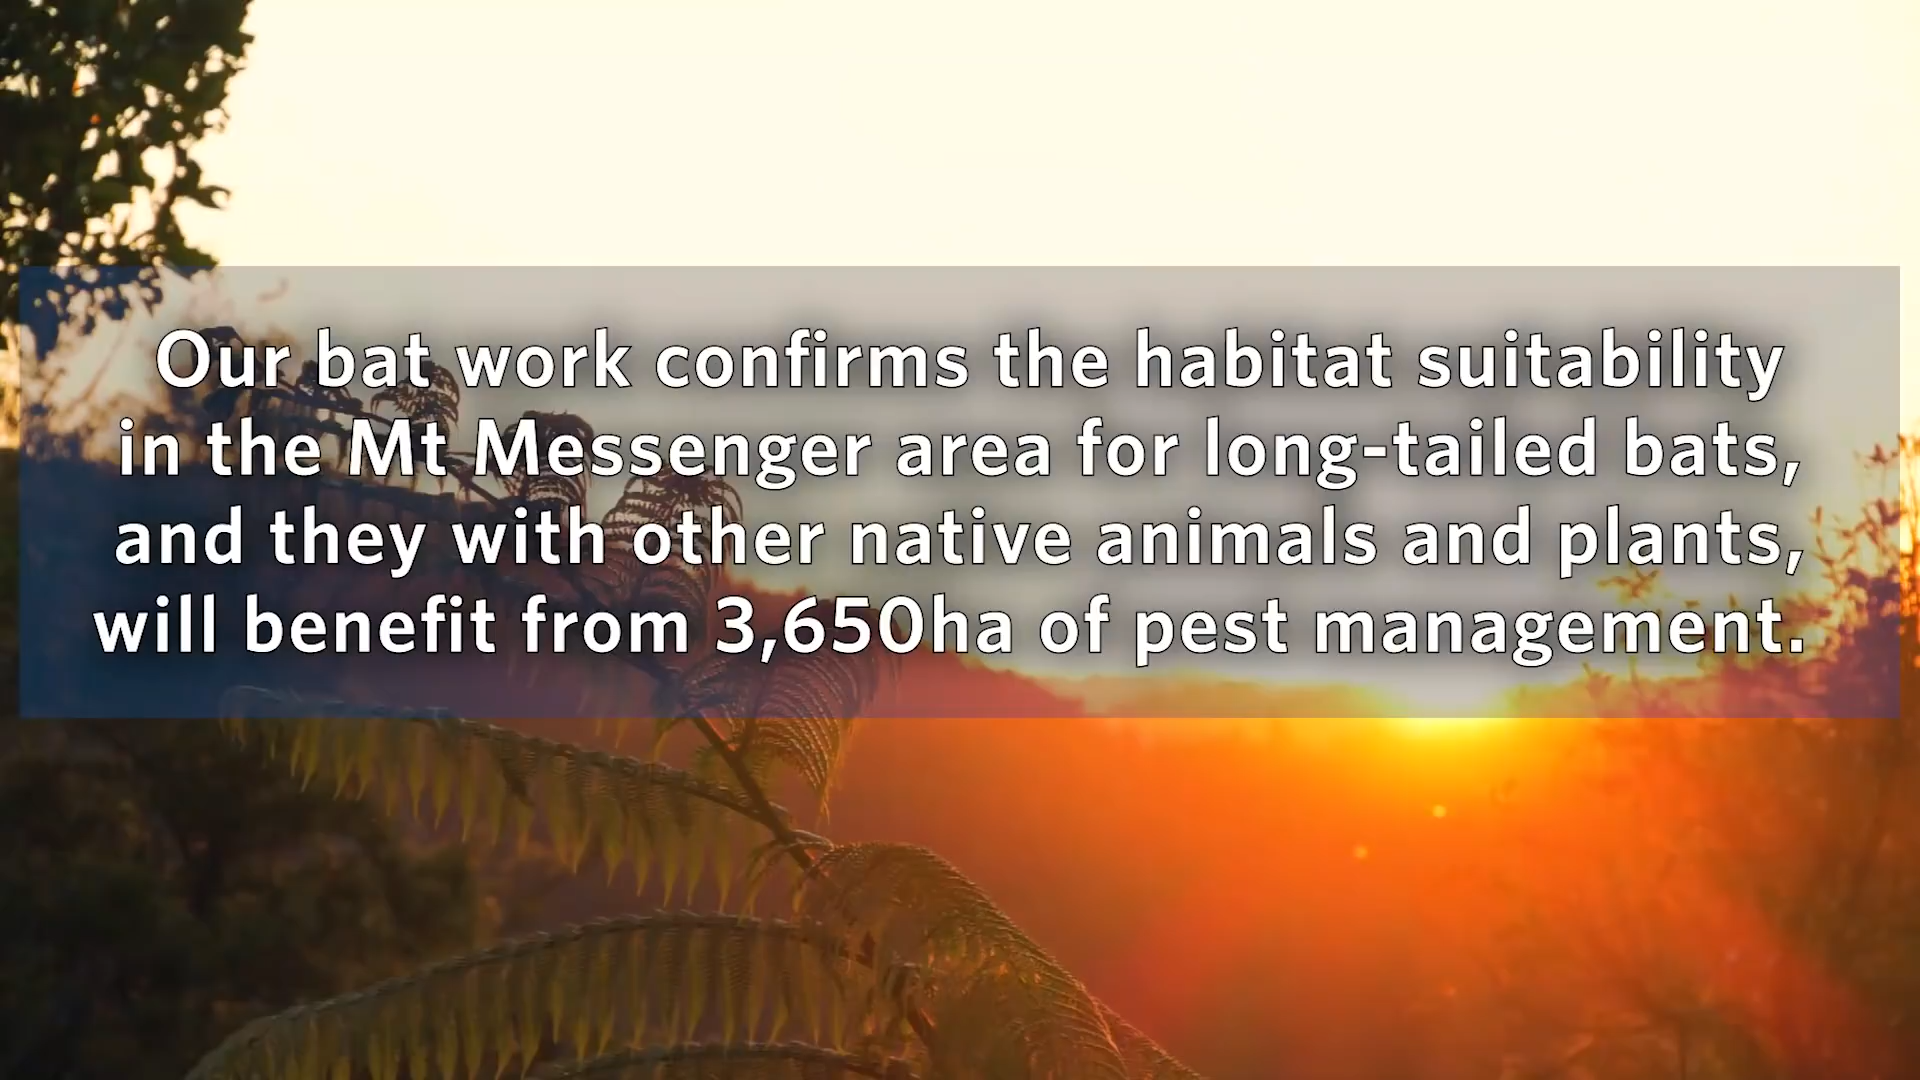 Our bat work confirms the habitat suitability
in the Mt Messenger area for long-tailed bats,
and they with other native animals and plants,
will benefit from 3,650ha of pest management.